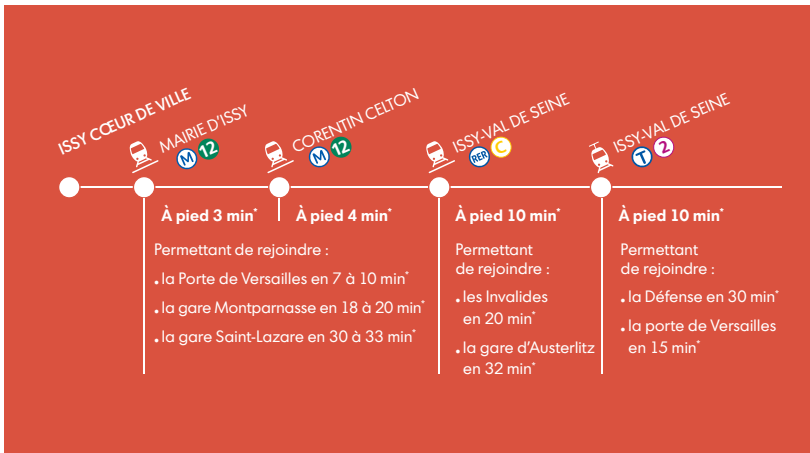 ISSY CŒUR DE VILLE
MAIRIE D'ISSY
M 12
CORENTIN CELTON
M 12
ISSY-VAL DE SEINE
RER C
ISSY-VAL DE SEINE
T 2
À pied 3 min*
Permettant de rejoindre :
• la Porte de Versailles en 7 à 10 min*
• la gare Montparnasse en 18 à 20 min*
• la gare Saint-Lazare en 30 à 33 min*
À pied 4 min*
À pied 10 min*
Permettant
de rejoindre :
• les Invalides
en 20 min*
• la gare d'Austerlitz
en 32 min*
À pied 10 min*
Permettant
de rejoindre :
• la Défense en 30 min*
• la porte de Versailles
en 15 min*